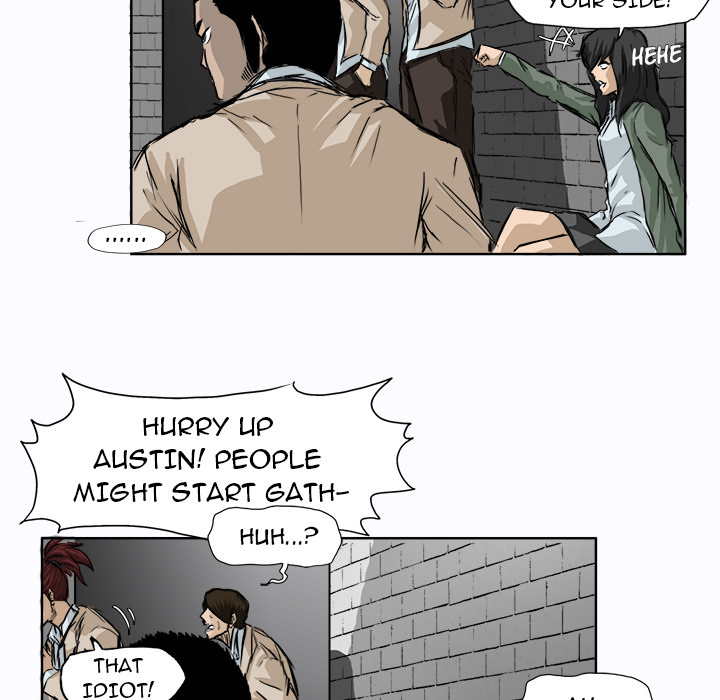 YOUR SIDE!
HEHE
......
HURRY UP
AUSTIN! PEOPLE
MIGHT START GATH-
HUH...?
THAT
IDIOT!